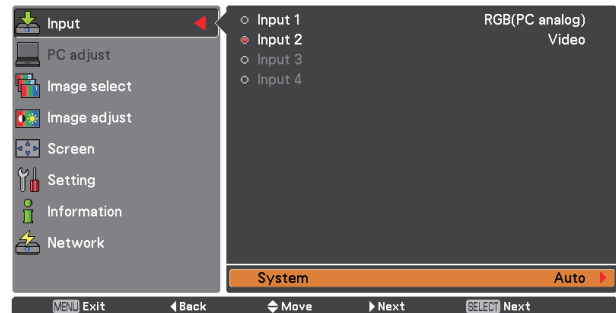 Input
PC adjust
Image select
Image adjust
Screen
Setting
Information
Network
Input 1 RGB(PC analog)
Input 2 Video
Input 3
Input 4
System Auto
MENU Exit Back Move Next SELECT Next